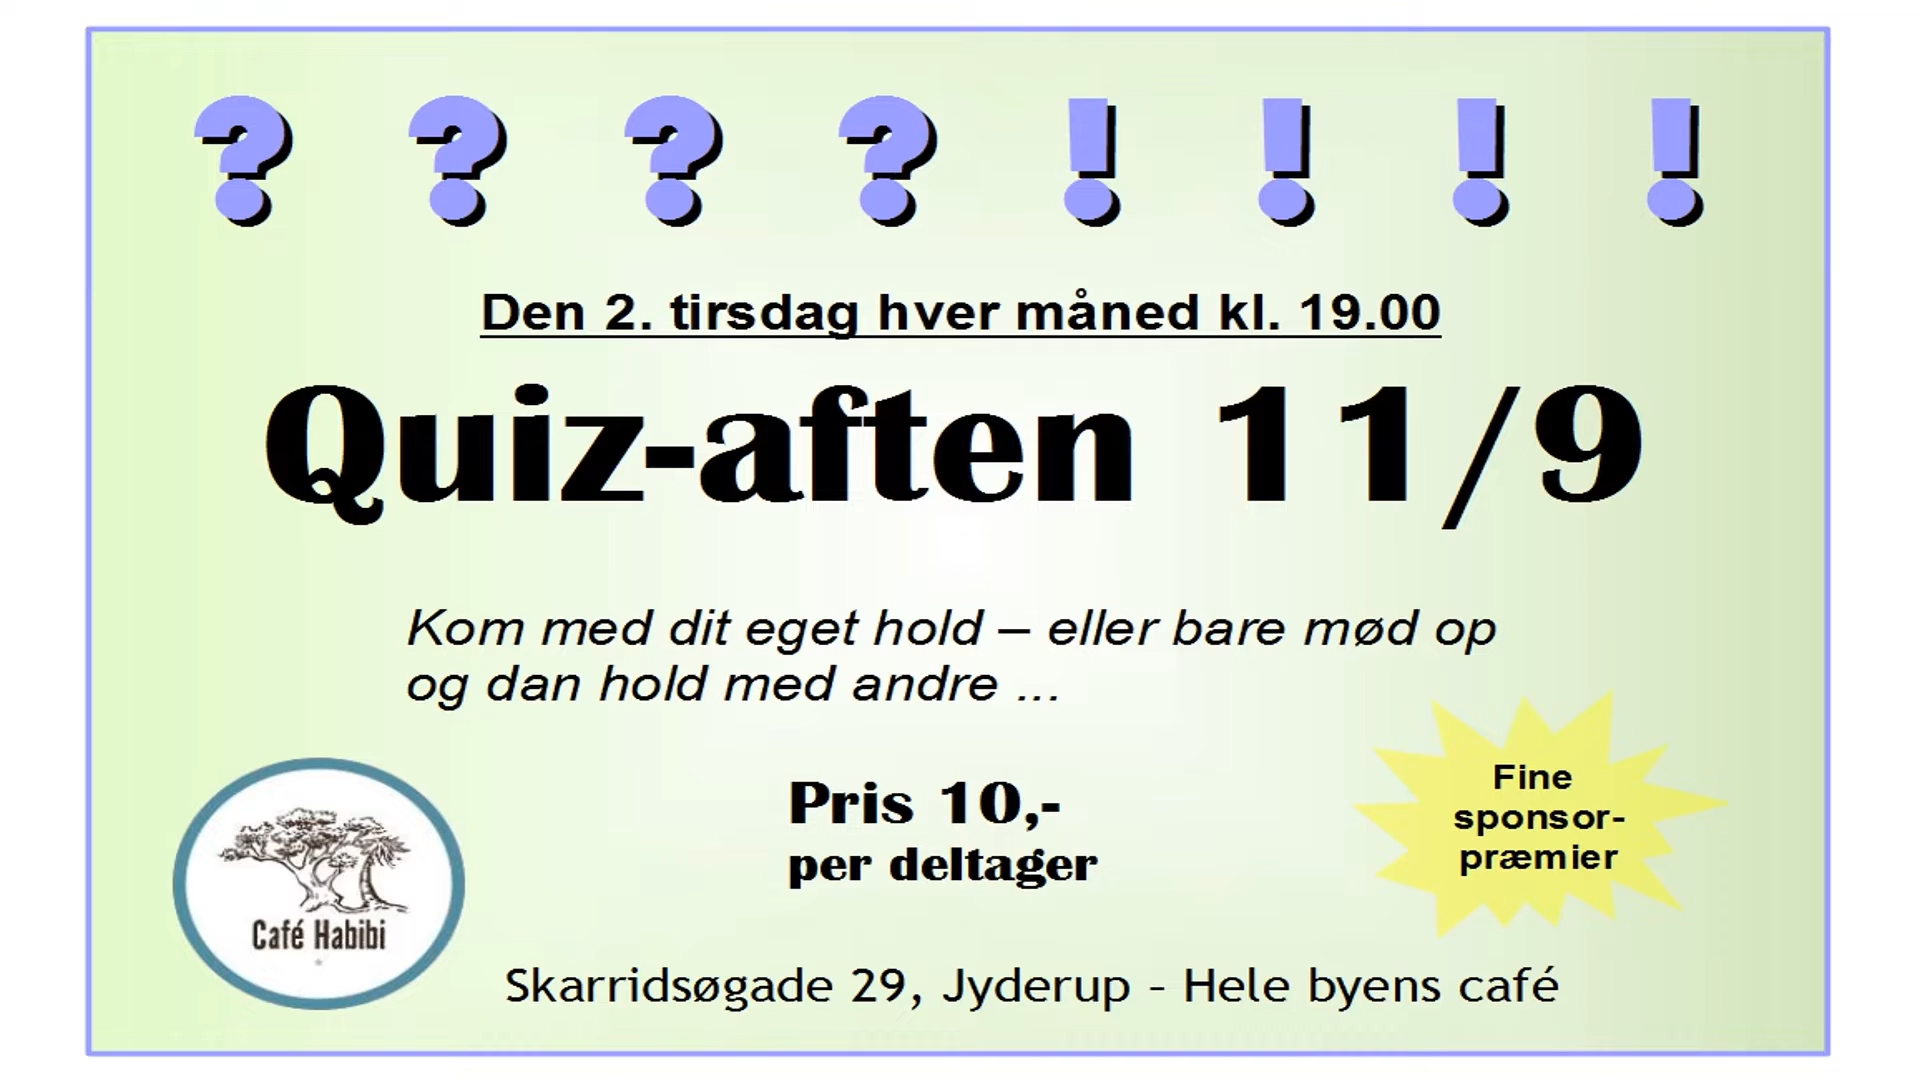 ? ? ? ? ! ! ! !
Den 2. tirsdag hver måned kl. 19.00
Quiz-aften 11/9
Kom med dit eget hold – eller bare mød op
og dan hold med andre ...
Pris 10,-
per deltager
Fine
sponsor-
præmier
Café Habibi
Skarridsøgade 29, Jyderup - Hele byens café